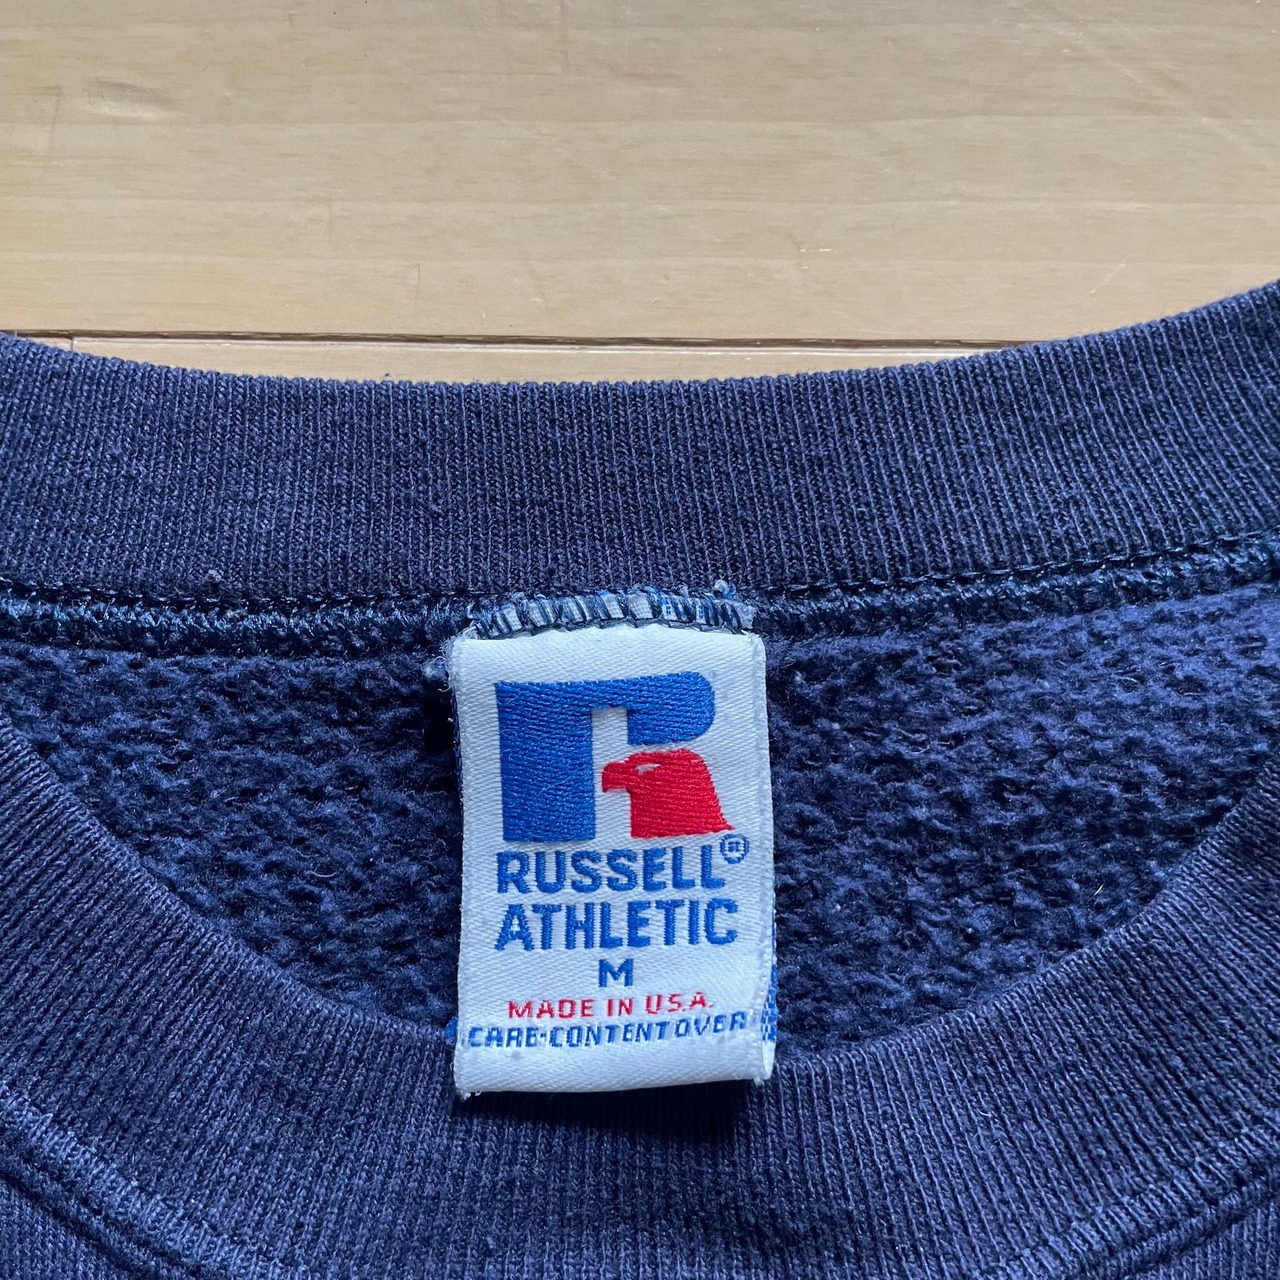 RUSSELL®
ATHLETIC
M
MADE IN U.S.A.
CARE·CONTENT OVER